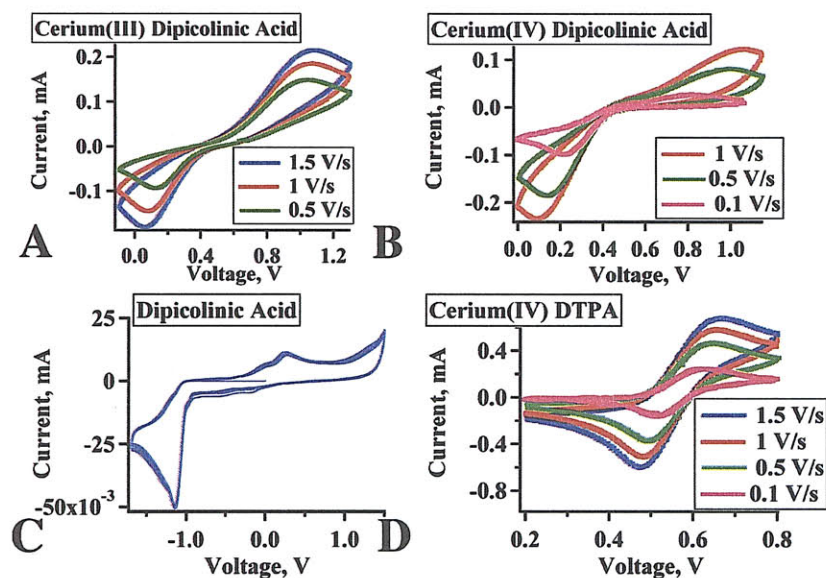 Cerium(III) Dipicolinic Acid
0.2
0.1
0.0
-0.1
Current, mA
1.5 V/s
1 V/s
0.5 V/s
0.0 0.4 0.8 1.2
Voltage, V
A
Cerium(IV) Dipicolinic Acid
0.1
0.0
-0.1
-0.2
Current, mA
1 V/s
0.5 V/s
0.1 V/s
0.0 0.2 0.4 0.6 0.8 1.0
Voltage, V
B
Dipicolinic Acid
25
0
-25
-50x10⁻³
Current, mA
-1.0 0.0 1.0
Voltage, V
C
Cerium(IV) DTPA
0.4
0.0
-0.4
-0.8
Current, mA
1.5 V/s
1 V/s
0.5 V/s
0.1 V/s
0.2 0.4 0.6 0.8
Voltage, V
D